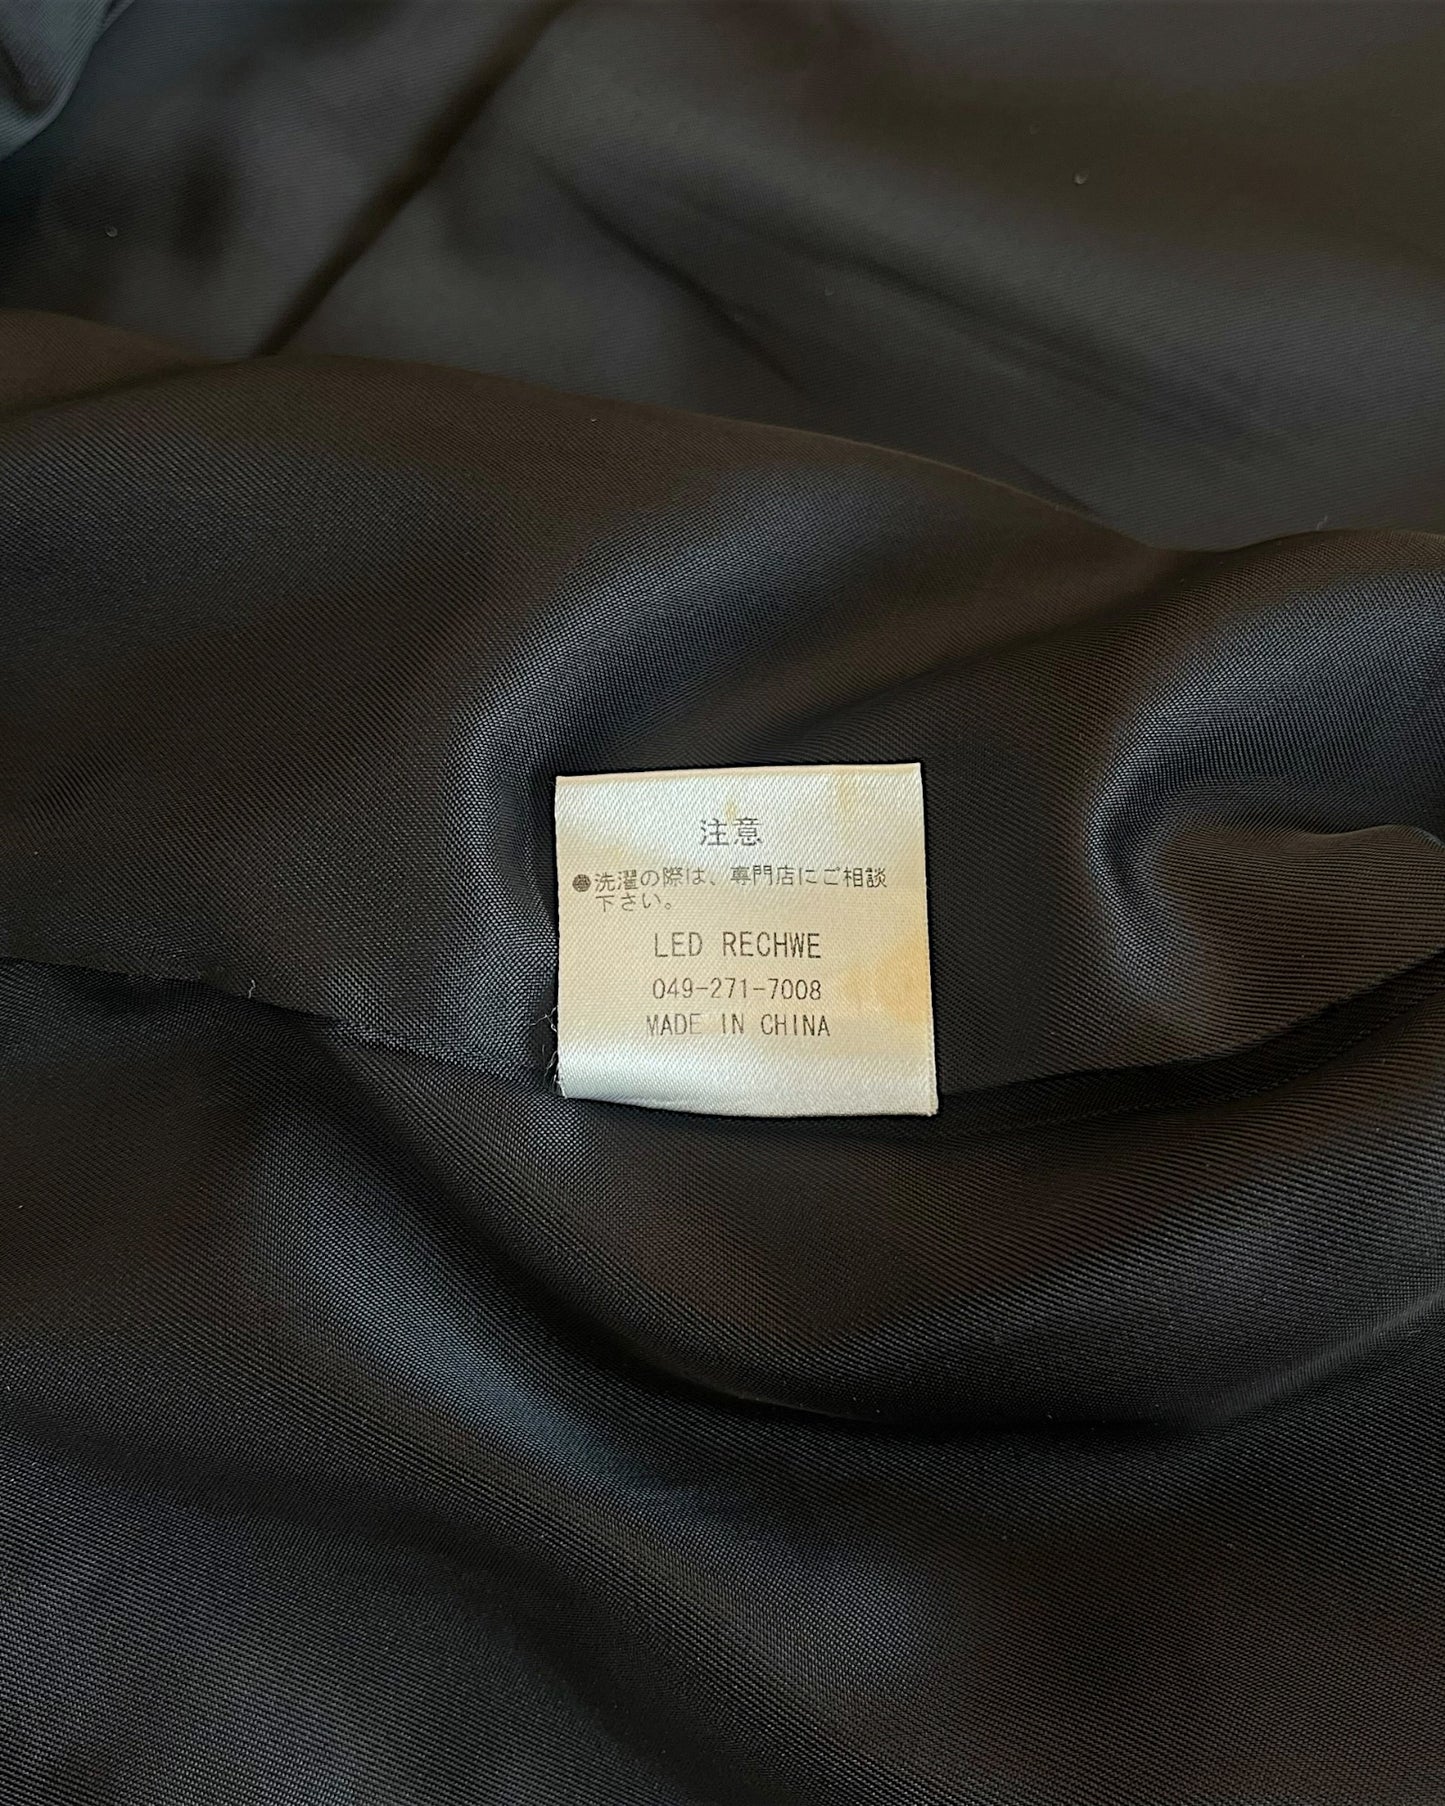 注意
●洗濯の際は、専門店にご相談
下さい。
LED RECHWE
049-271-7008
MADE IN CHINA